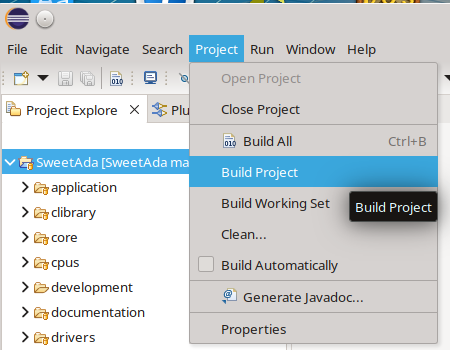 File Edit Navigate Search Project Run Window Help
Open Project
Close Project
Project Explore
Plu
Build All Ctrl+B
SweetAda [SweetAda ma
Build Project
application
Build Working Set
Build Project
clibrary
core
Clean...
cpus
Build Automatically
development
Generate Javadoc...
documentation
drivers
Properties